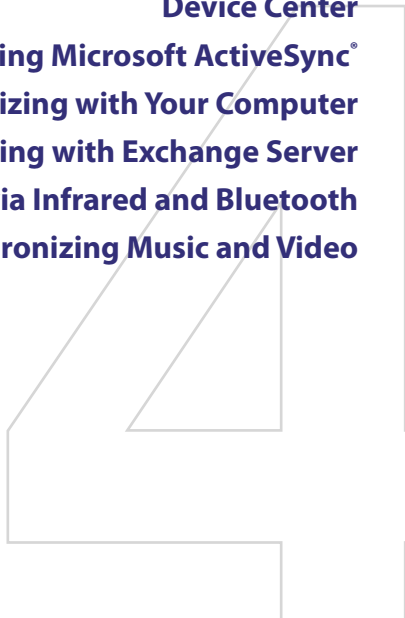 Device Center
ing Microsoft ActiveSync®
izing with Your Computer
ing with Exchange Server
ia Infrared and Bluetooth
ronizing Music and Video
4